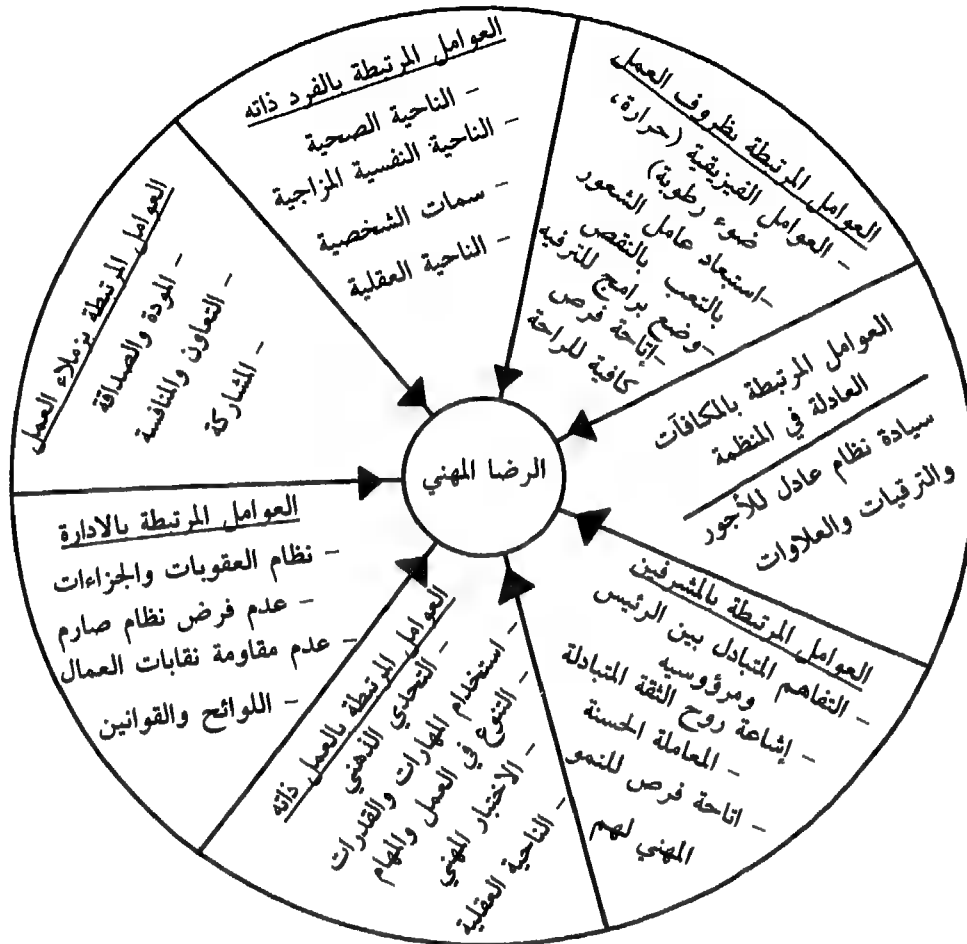 العوامل المرتبطة بالفرد ذاته
- الناحية الصحية
- الناحية النفسية المزاجية
- سمات الشخصية
- الناحية العقلية
العوامل المرتبطة بظروف العمل
- العوامل الفيزيقية (حرارة،
ضوء رطوبة)
-استبعاد عامل الشعور
بالتعب بالنقص
-وضع برامج للترفيه
-إتاحة فرص
كافية للراحة
العوامل المرتبطة بالمكافآت
العادلة في المنظمة
سيادة نظام عادل للأجور
والترقيات والعلاوات
العوامل المرتبطة بالمشرفين
- التفاهم المتبادل بين الرئيس
ومرؤوسيه
- إشاعة روح الثقة المتبادلة
- المعاملة الحسنة
- اتاحة فرص للنمو
المهني لهم
العوامل المرتبطة بالعمل ذاته
- التحدي الذهني
- استخدام المهارات والقدرات
- التنوع في العمل والمهام
- الاختبار المهني
- الناحية العقلية
العوامل المرتبطة بالادارة
- نظام العقوبات والجزاءات
- عدم فرض نظام صارم
- عدم مقاومة نقابات العمال
- اللوائح والقوانين
العوامل المرتبطة بزملاء العمل
- المودة والصداقة
- التعاون والمنافسة
- المشاركة
الرضا المهني